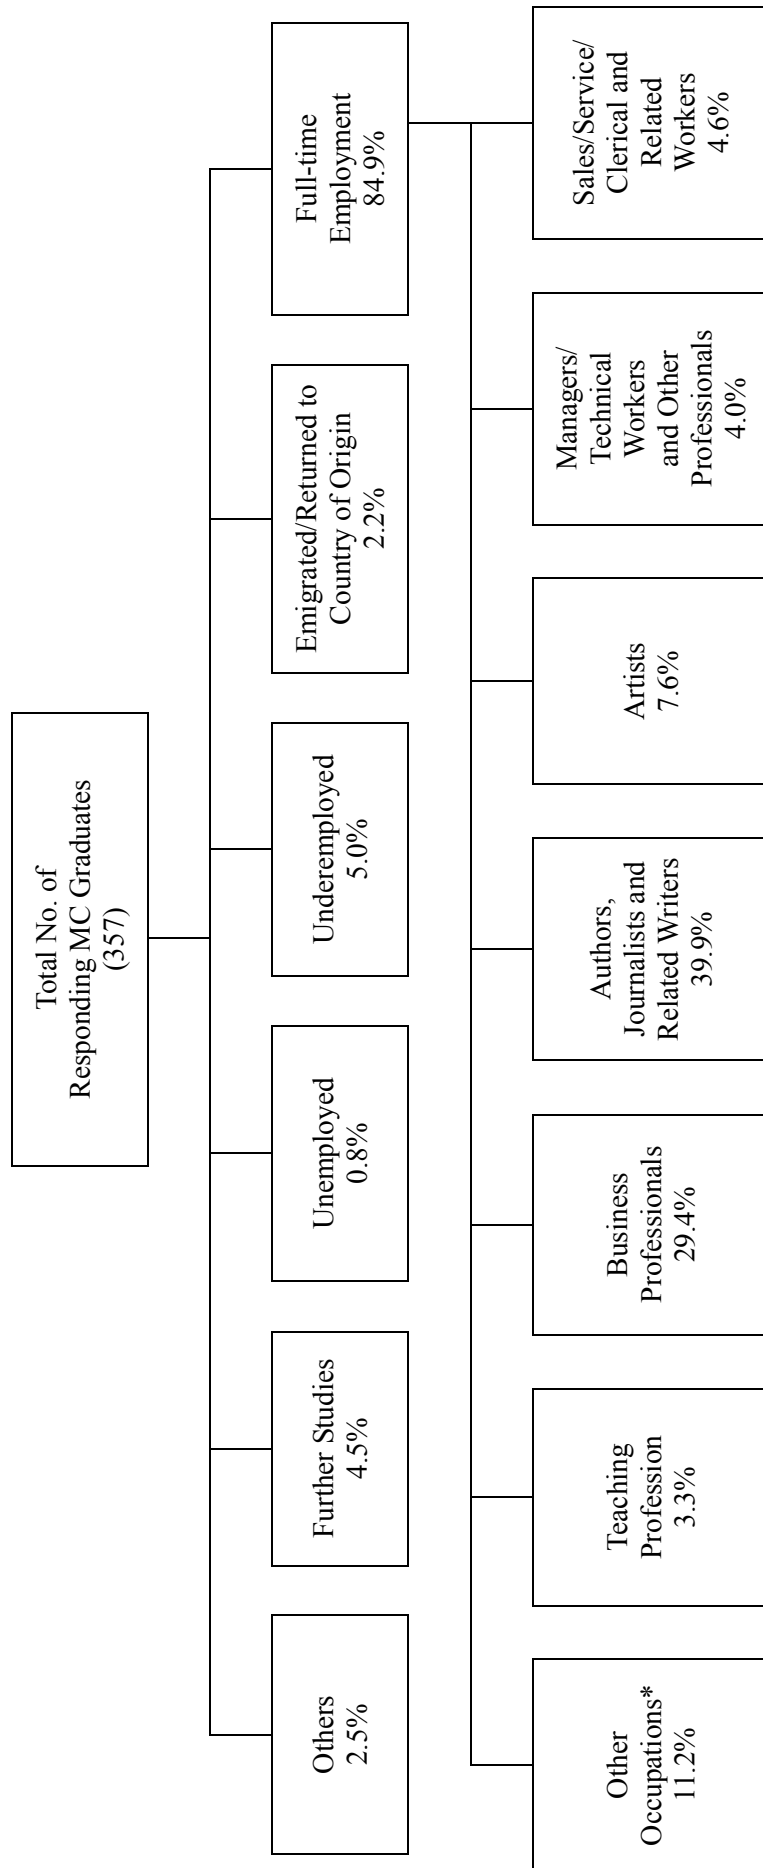 Total No. of
Responding MC Graduates
(357)
Others
2.5%
Further Studies
4.5%
Unemployed
0.8%
Underemployed
5.0%
Emigrated/Returned to
Country of Origin
2.2%
Full-time
Employment
84.9%
Other
Occupations*
11.2%
Teaching
Profession
3.3%
Business
Professionals
29.4%
Authors,
Journalists and
Related Writers
39.9%
Artists
7.6%
Managers/
Technical
Workers
and Other
Professionals
4.0%
Sales/Service/
Clerical and
Related
Workers
4.6%